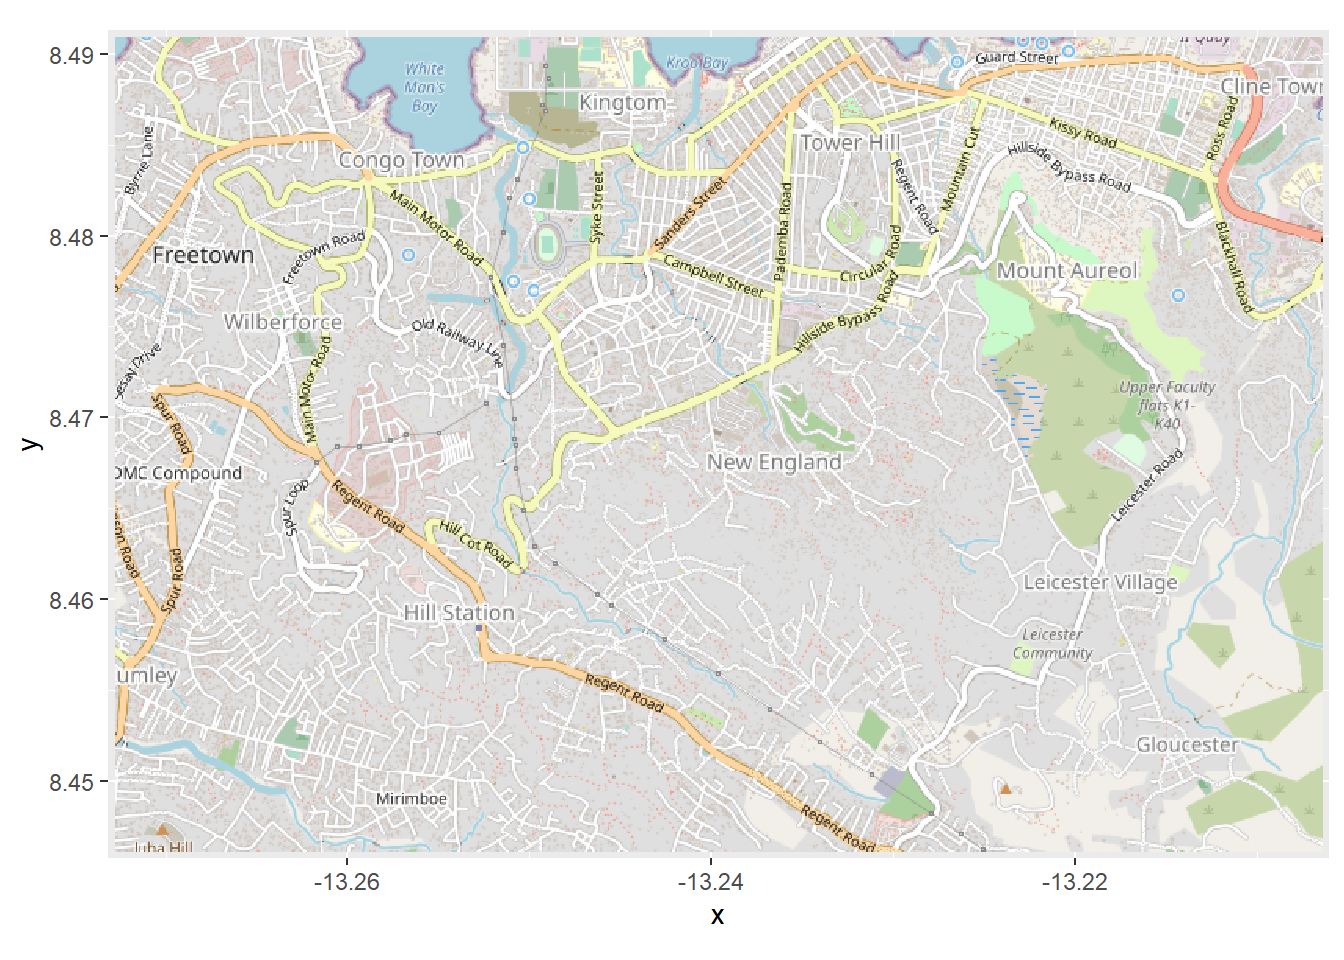 8.49
8.48
8.47
8.46
8.45
y
-13.26
-13.24
-13.22
x
White
Man's
Bay
Kroo Bay
Guard Street
Kingtom
Cline Town
Congo Town
Tower Hill
Kissy Road
Ross Road
Byrne Lane
Hillside Bypass Road
Mountain Cut
Regent Road
Main Motor Road
Syke Street
Sanders Street
Pademba Road
Freetown
Freetown Road
Campbell Street
Circular Road
Mount Aureol
Blackhall Road
Wilberforce
Old Railway Line
Hillside Bypass Road
Main Motor Road
Spur Road
Upper Faculty
flats K1-
K40
New England
OMC Compound
Spur Loop
Regent Road
Hill Cot Road
Leicester Road
Spur Road
Leicester Village
Hill Station
Leicester
Community
umley
Regent Road
Gloucester
Mirimboe
Regent Road
Juba Hill